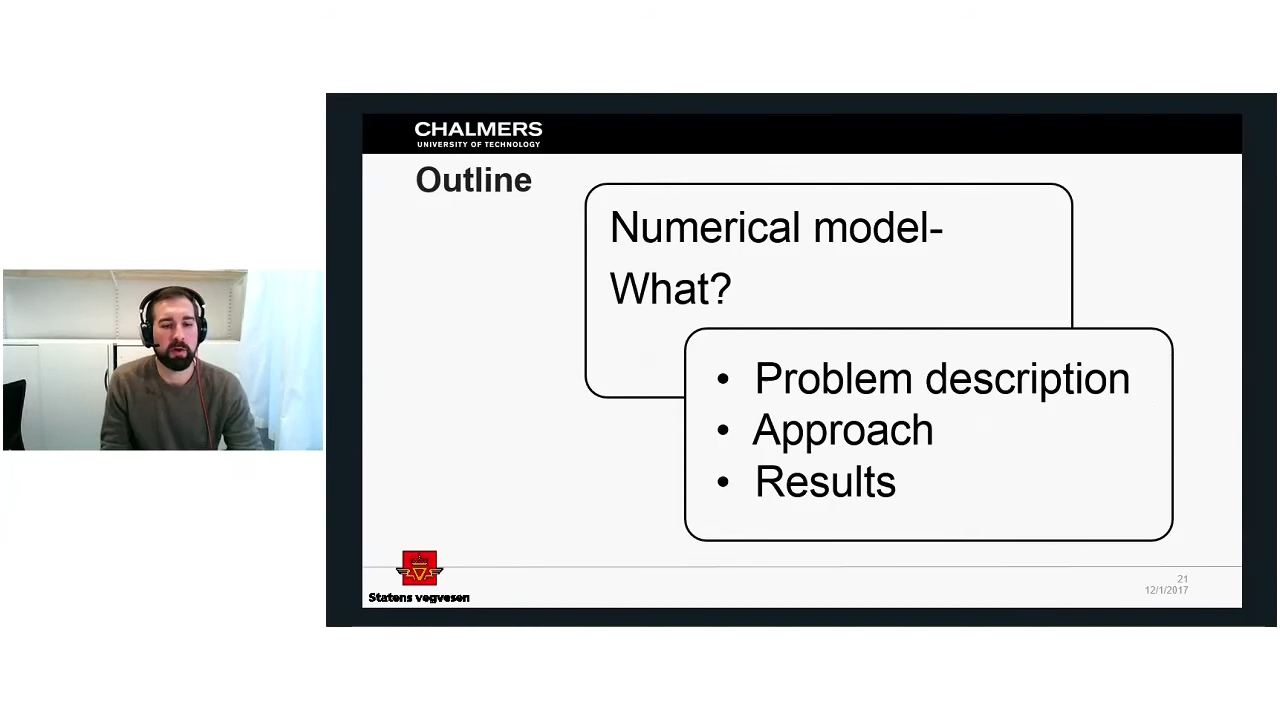 CHALMERS
UNIVERSITY OF TECHNOLOGY
Outline
Numerical model-
What?
• Problem description
• Approach
• Results
Statens vegvesen
21
12/1/2017